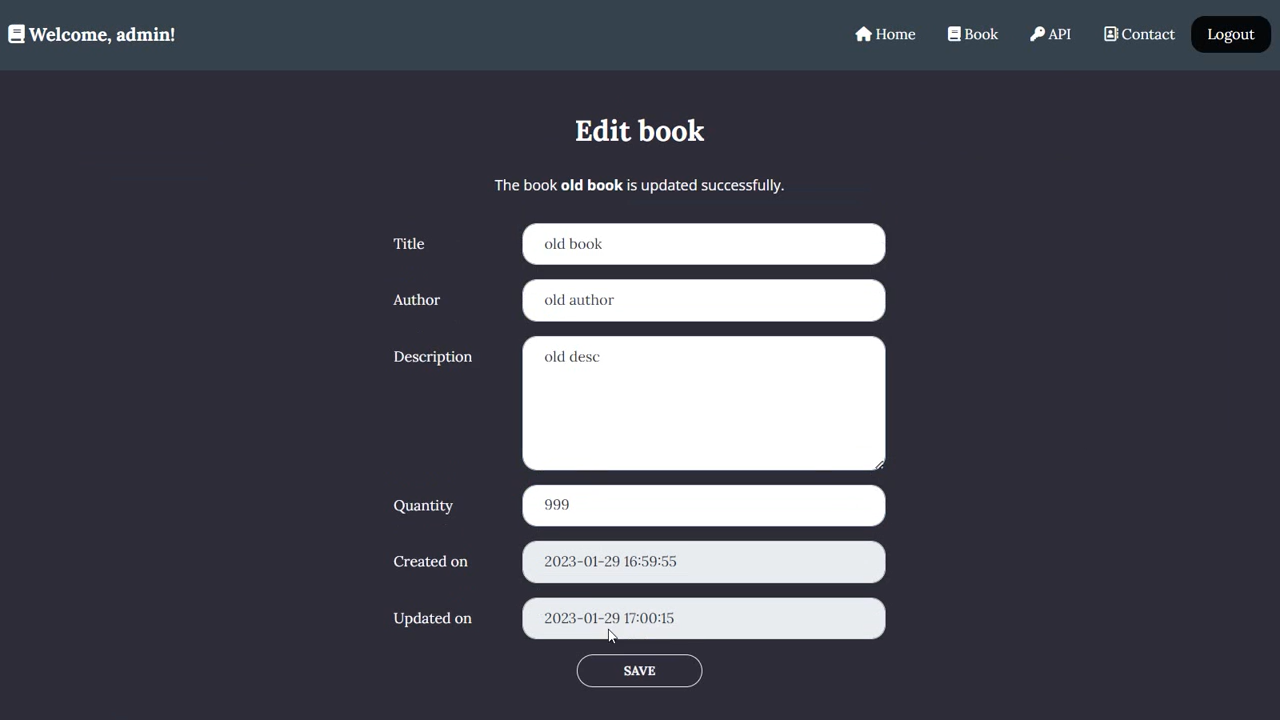 Welcome, admin!
Home
Book
API
Contact
Logout
Edit book
The book old book is updated successfully.
Title
old book
Author
old author
Description
old desc
Quantity
999
Created on
2023-01-29 16:59:55
Updated on
2023-01-29 17:00:15
SAVE